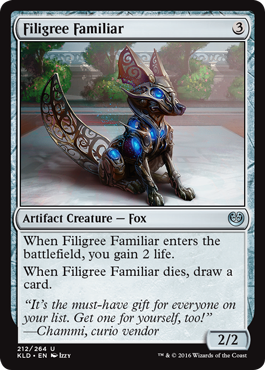 Filigree Familiar 3
Artifact Creature — Fox
When Filigree Familiar enters the
battlefield, you gain 2 life.
When Filigree Familiar dies, draw a
card.
“It’s the must-have gift for everyone on
your list. Get one for yourself, too!”
—Chammi, curio vendor
2/2
212/264 U
KLD • EN Izzy
™ & © 2016 Wizards of the Coast